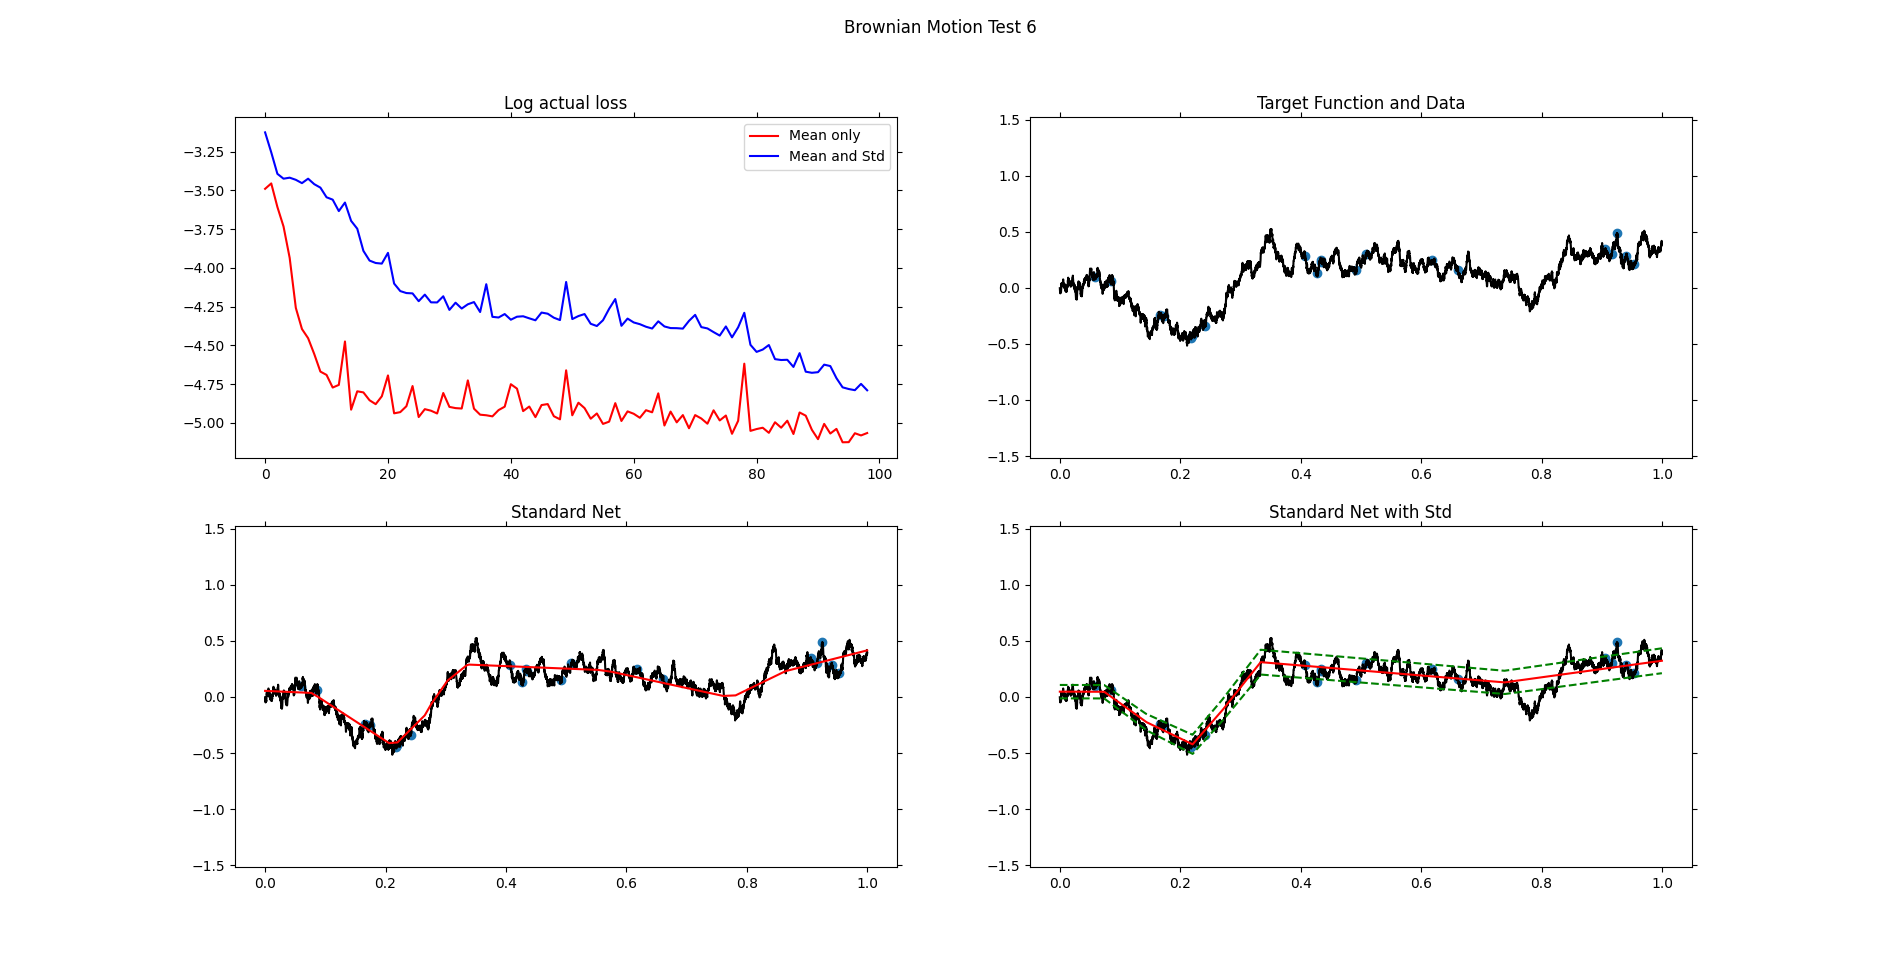 Brownian Motion Test 6
Log actual loss
Mean only
Mean and Std
−3.25
−3.50
−3.75
−4.00
−4.25
−4.50
−4.75
−5.00
0 20 40 60 80 100
Target Function and Data
1.5
1.0
0.5
0.0
−0.5
−1.0
−1.5
0.0 0.2 0.4 0.6 0.8 1.0
Standard Net
1.5
1.0
0.5
0.0
−0.5
−1.0
−1.5
0.0 0.2 0.4 0.6 0.8 1.0
Standard Net with Std
1.5
1.0
0.5
0.0
−0.5
−1.0
−1.5
0.0 0.2 0.4 0.6 0.8 1.0